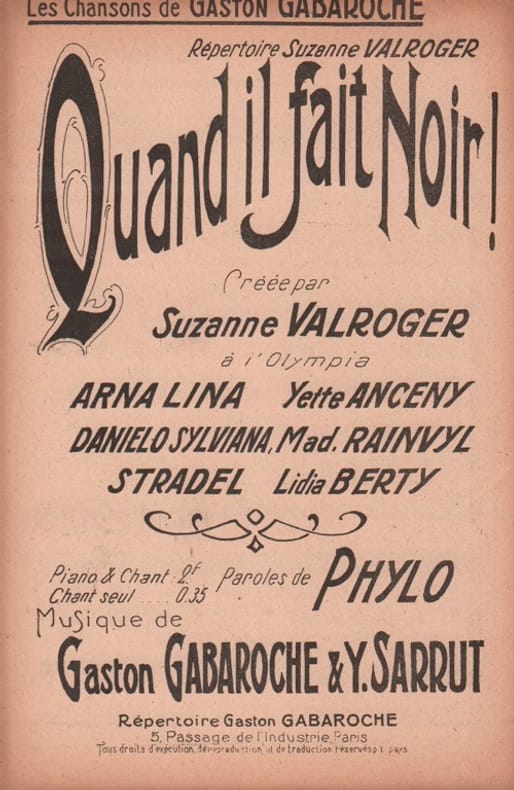 Les Chansons de GASTON GABAROCHE
Répertoire Suzanne VALROGER
Quand il fait Noir!
Créée par
Suzanne VALROGER
à l'Olympia
ARNA LINA Yette ANCENY
DANIELO SYLVIANA, Mad. RAINVYL
STRADEL Lidia BERTY
Piano & Chant 2f Paroles de PHYLO
Chant seul .... 0.35
Musique de
Gaston GABAROCHE & Y. SARRUT
Répertoire Gaston GABAROCHE
5, Passage de l'Industrie, Paris
Tous droits d'exécution, de reproduction, et de traduction réservés p t. pays